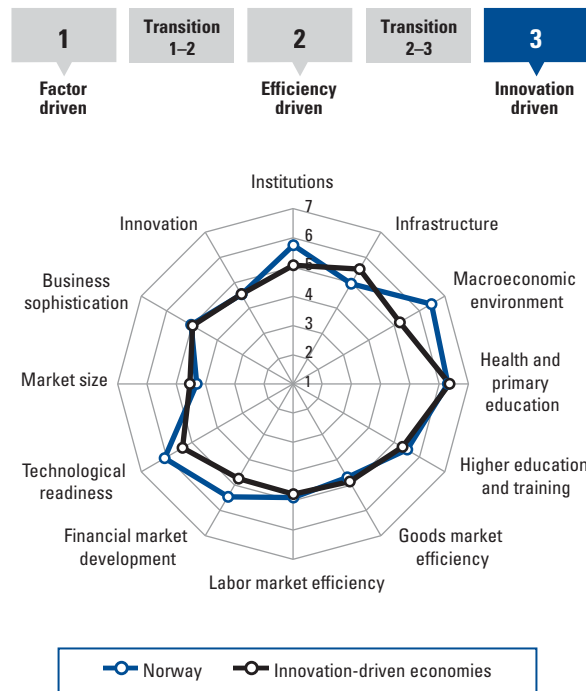 1
Transition
1–2
2
Transition
2–3
3
Factor
driven
Efficiency
driven
Innovation
driven
Institutions
7
Innovation
6
Infrastructure
5
Business
sophistication
Macroeconomic
environment
4
3
2
Market size
1
Health and
primary
education
Technological
readiness
Higher education
and training
Financial market
development
Goods market
efficiency
Labor market efficiency
Norway
Innovation-driven economies